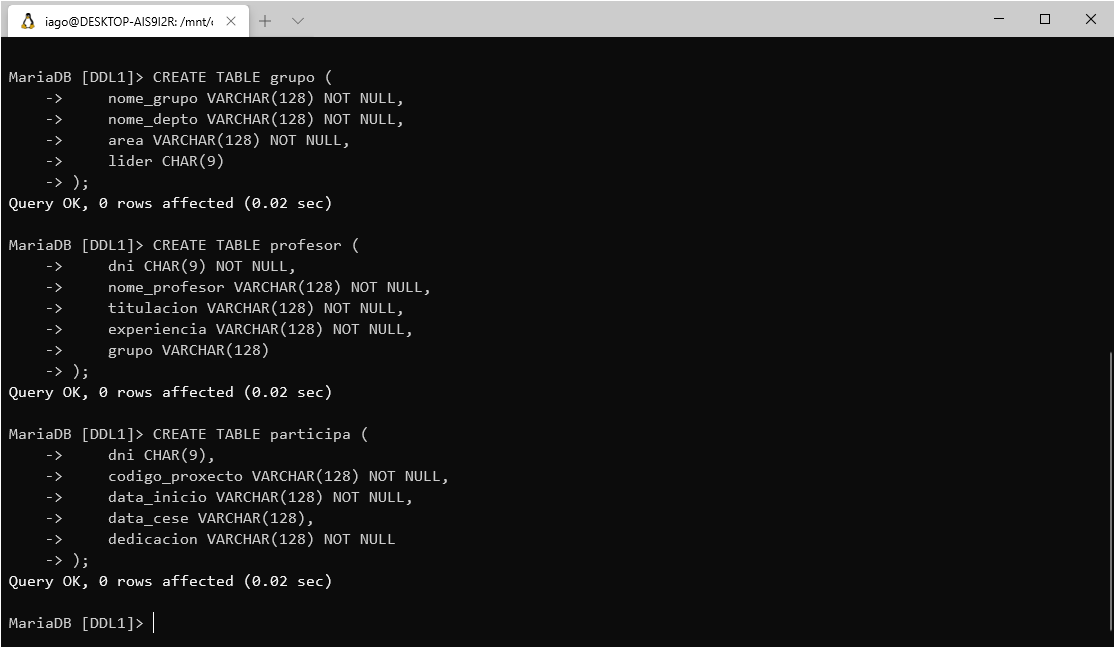 iago@DESKTOP-AIS9I2R: /mnt/c
MariaDB [DDL1]> CREATE TABLE grupo (
    ->     nome_grupo VARCHAR(128) NOT NULL,
    ->     nome_depto VARCHAR(128) NOT NULL,
    ->     area VARCHAR(128) NOT NULL,
    ->     lider CHAR(9)
    -> );
Query OK, 0 rows affected (0.02 sec)
MariaDB [DDL1]> CREATE TABLE profesor (
    ->     dni CHAR(9) NOT NULL,
    ->     nome_profesor VARCHAR(128) NOT NULL,
    ->     titulacion VARCHAR(128) NOT NULL,
    ->     experiencia VARCHAR(128) NOT NULL,
    ->     grupo VARCHAR(128)
    -> );
Query OK, 0 rows affected (0.02 sec)
MariaDB [DDL1]> CREATE TABLE participa (
    ->     dni CHAR(9),
    ->     codigo_proxecto VARCHAR(128) NOT NULL,
    ->     data_inicio VARCHAR(128) NOT NULL,
    ->     data_cese VARCHAR(128),
    ->     dedicacion VARCHAR(128) NOT NULL
    -> );
Query OK, 0 rows affected (0.02 sec)
MariaDB [DDL1]>